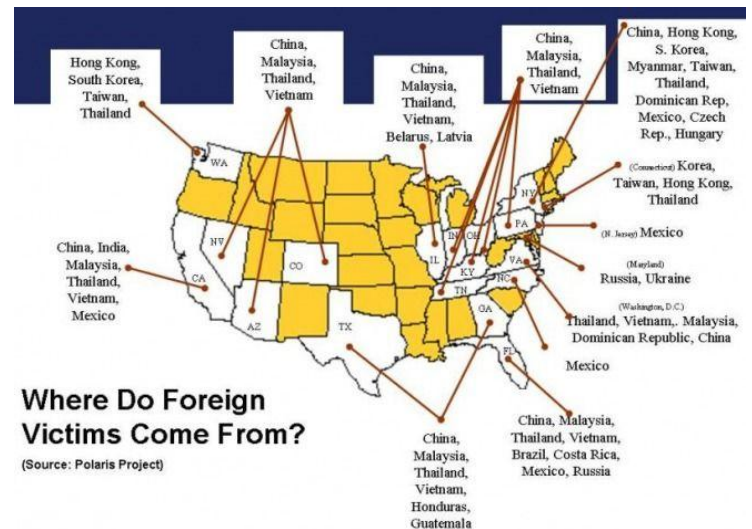 Hong Kong,
South Korea,
Taiwan,
Thailand
China,
Malaysia,
Thailand,
Vietnam
China,
Malaysia,
Thailand,
Vietnam,
Belarus, Latvia
China,
Malaysia,
Thailand,
Vietnam
China, Hong Kong,
S. Korea,
Myanmar, Taiwan,
Thailand,
Dominican Rep,
Mexico, Czech
Rep., Hungary
(Connecticut) Korea,
Taiwan, Hong Kong,
Thailand
(N. Jersey) Mexico
(Maryland)
Russia, Ukraine
(Washington, D.C.)
Thailand, Vietnam,. Malaysia,
Dominican Republic, China
Mexico
China, India,
Malaysia,
Thailand,
Vietnam,
Mexico
WA
NV
CA
AZ
CO
TX
IL
IN
OH
KY
TN
GA
FL
NC
VA
PA
NY
Where Do Foreign
Victims Come From?
(Source: Polaris Project)
China,
Malaysia,
Thailand,
Vietnam,
Honduras,
Guatemala
China, Malaysia,
Thailand, Vietnam,
Brazil, Costa Rica,
Mexico, Russia